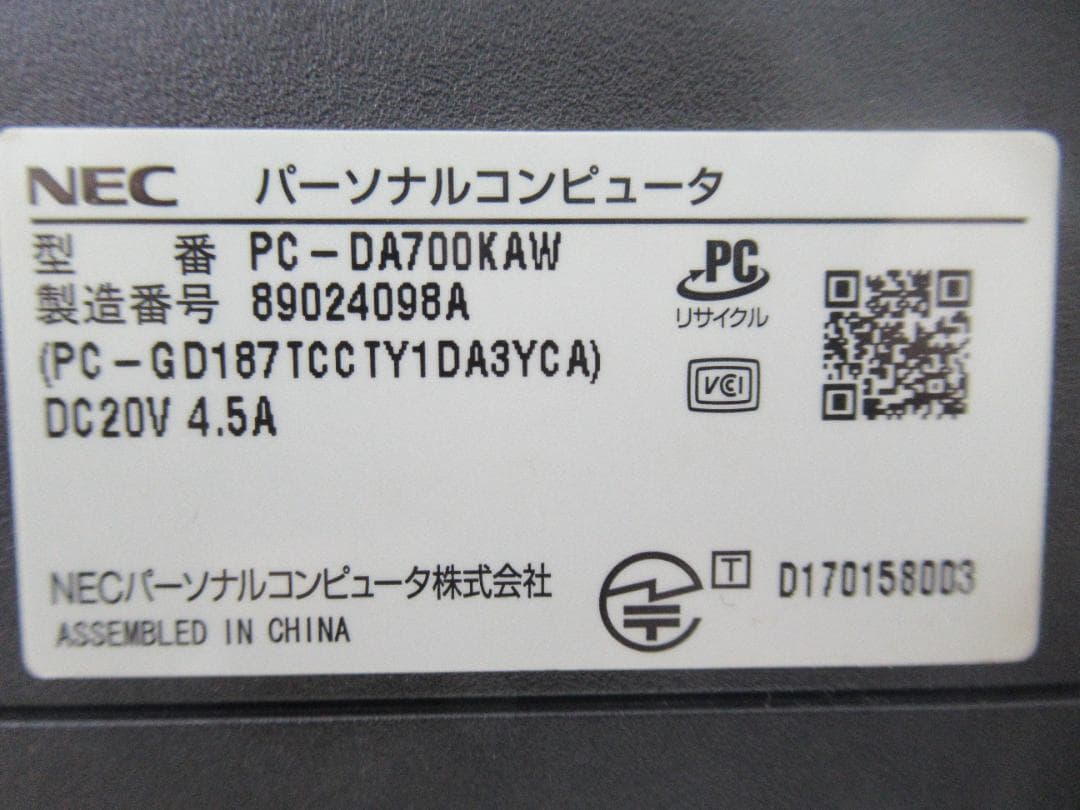 NEC パーソナルコンピュータ
型 番 PC-DA700KAW
製造番号 89024098A
(PC-GD187TCCTY1DA3YCA)
DC20V 4.5A
PC
リサイクル
VCCI
NECパーソナルコンピュータ株式会社
ASSEMBLED IN CHINA
T D170158003